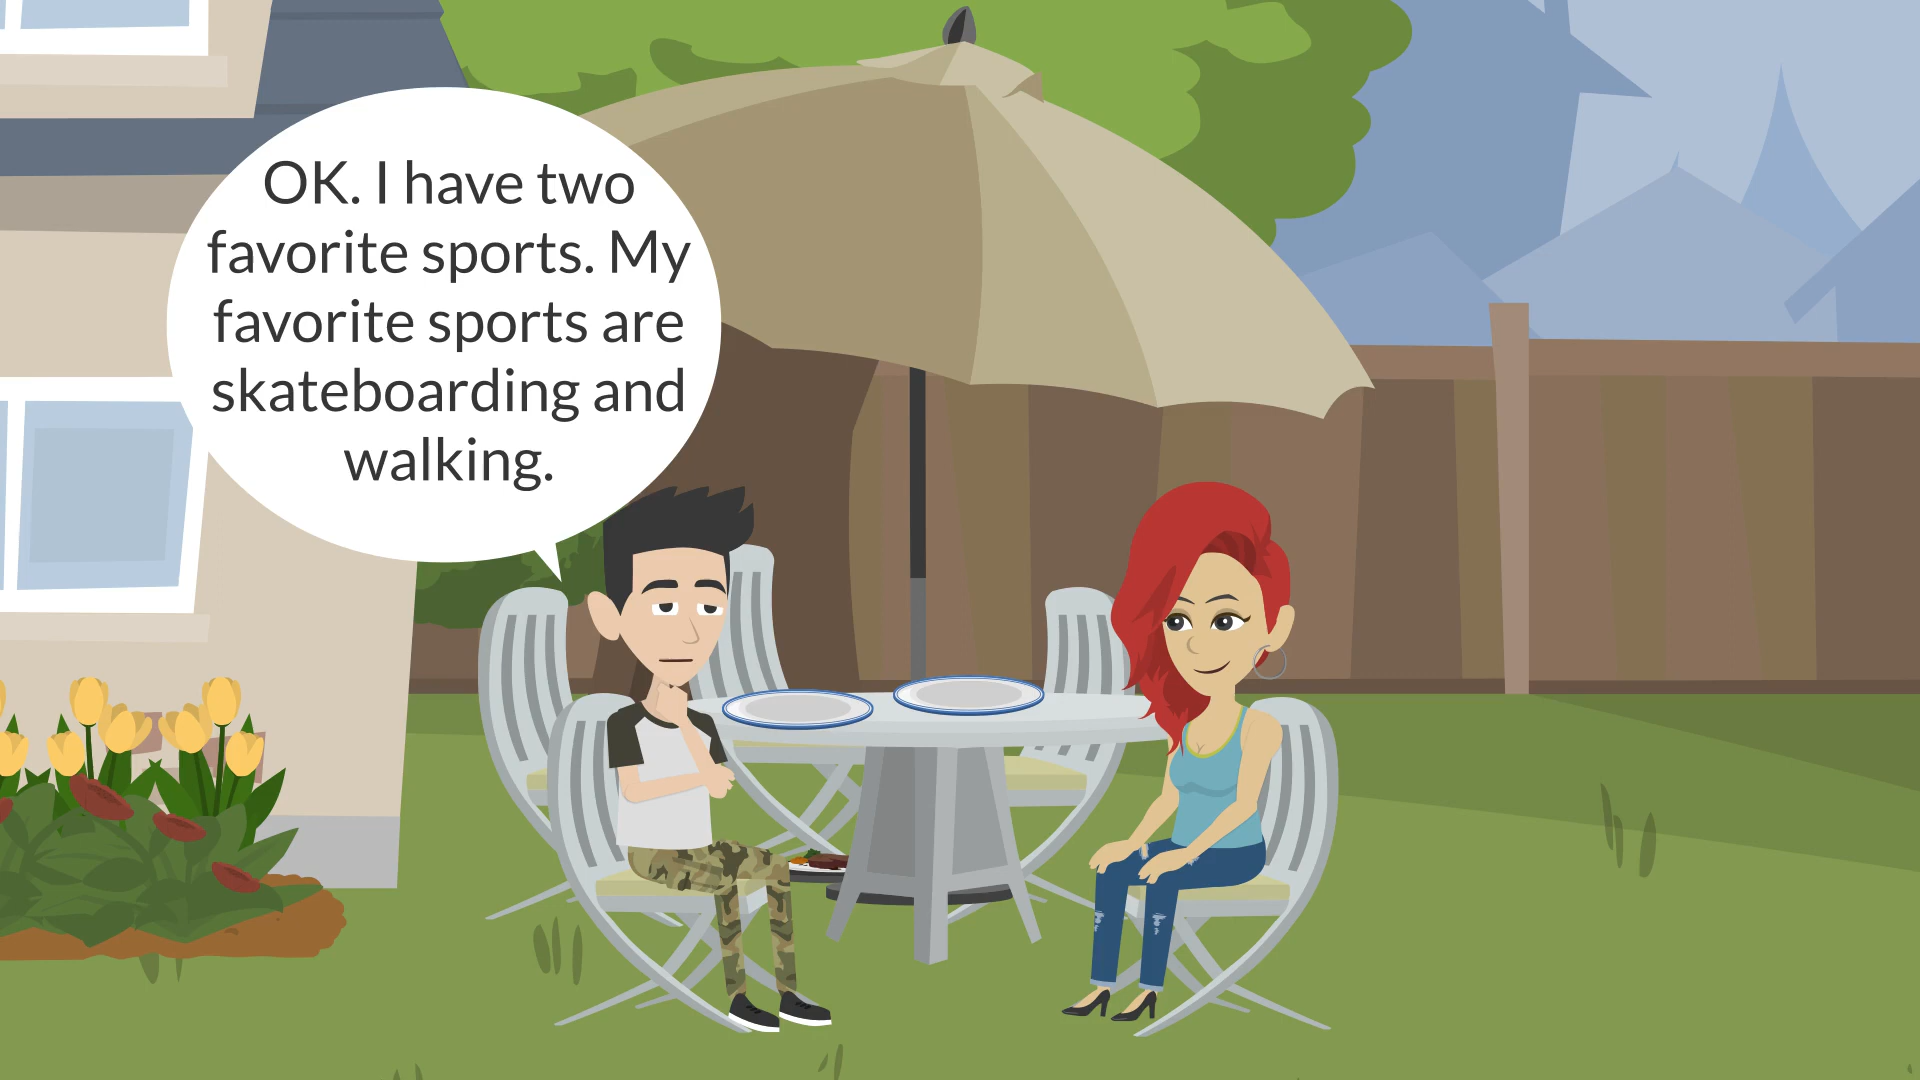 OK. I have two
favorite sports. My
favorite sports are
skateboarding and
walking.